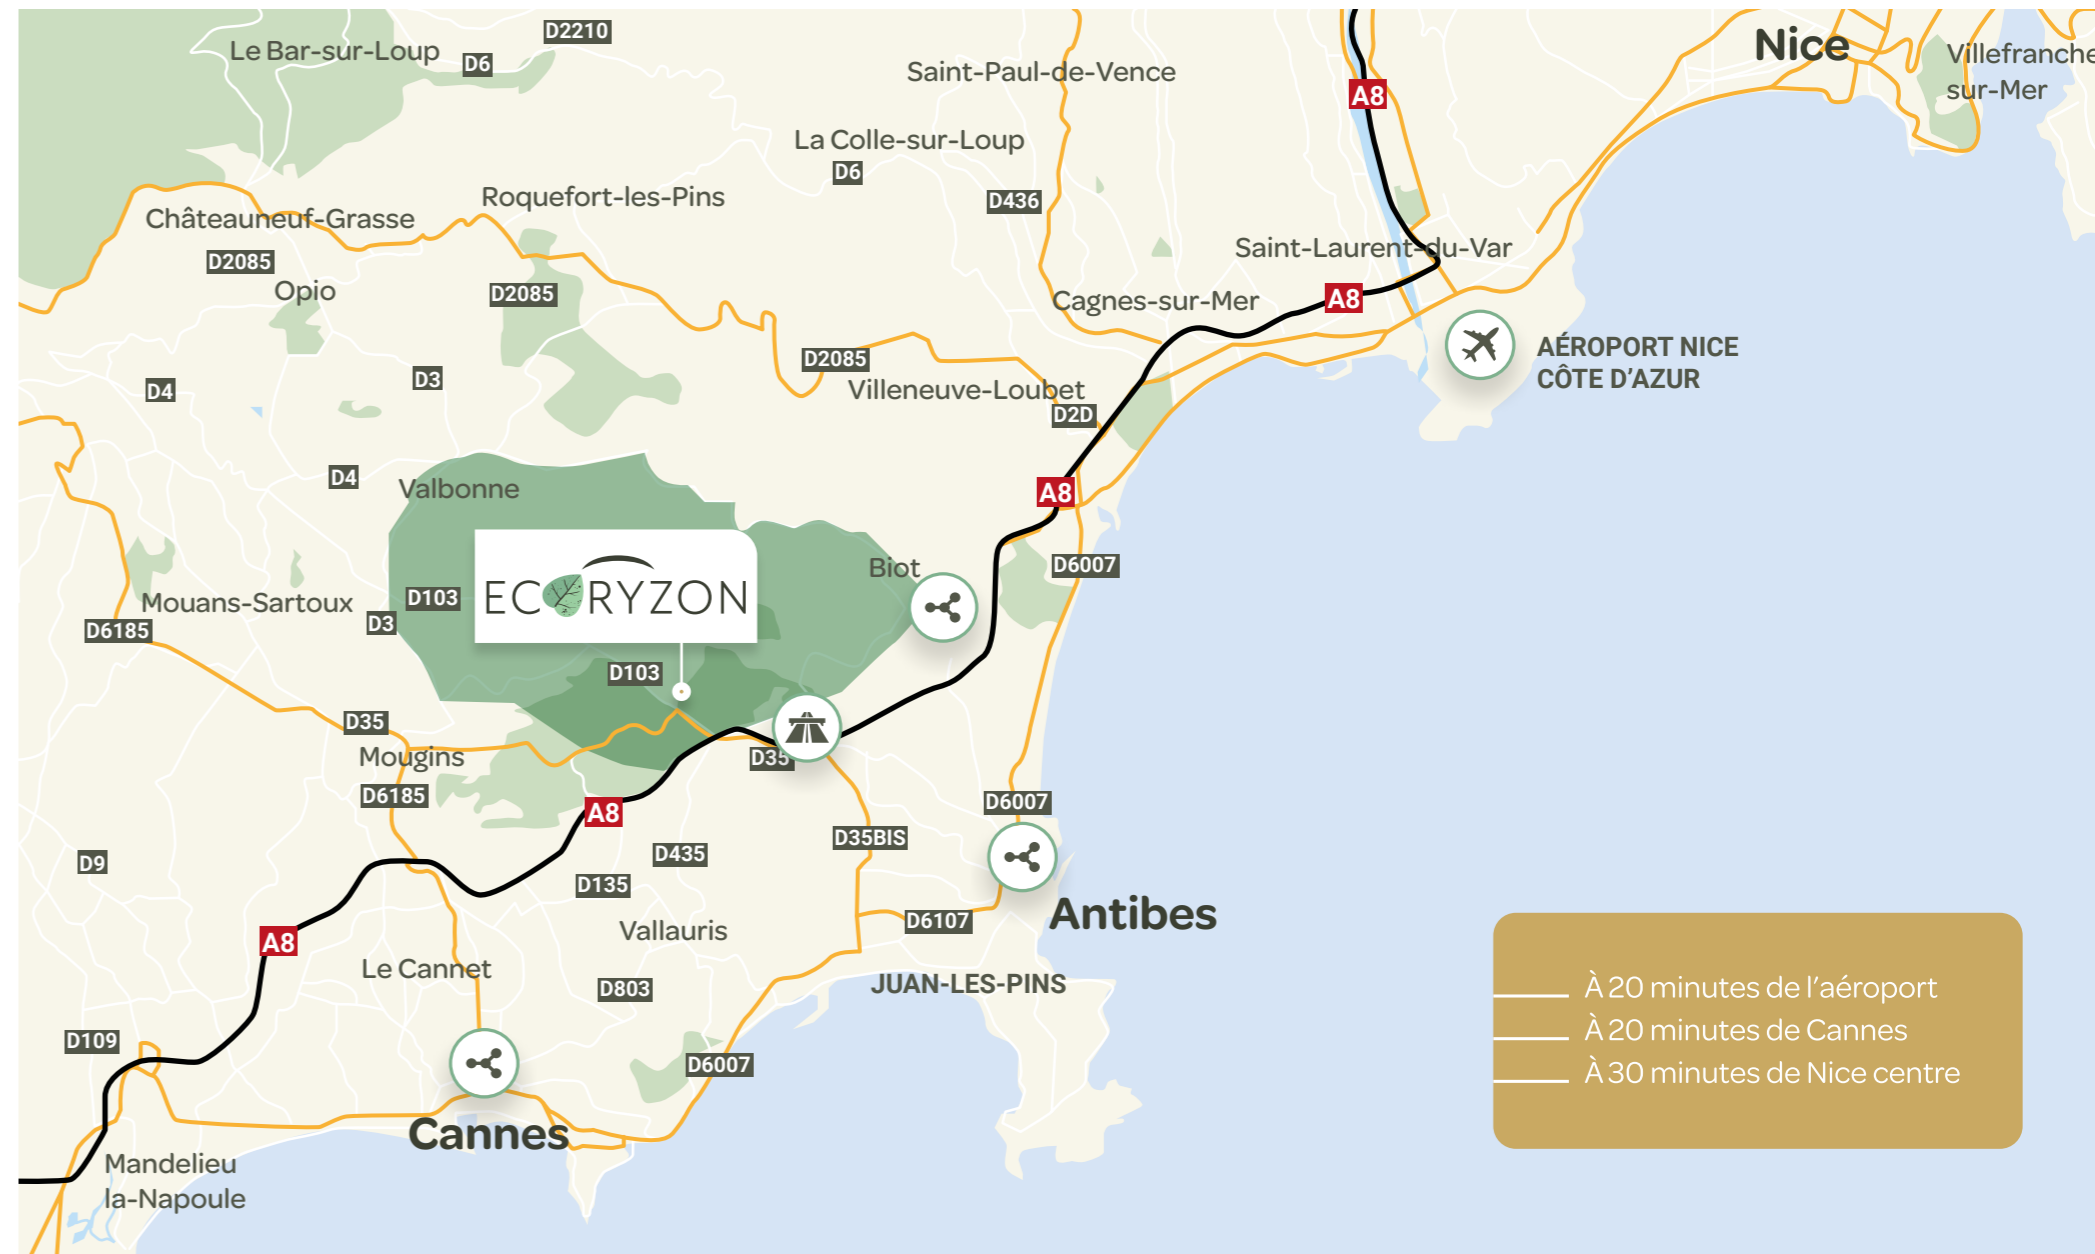 D2210
Le Bar-sur-Loup
D6
Saint-Paul-de-Vence
Nice
Villefranche
sur-Mer
A8
La Colle-sur-Loup
D6
Roquefort-les-Pins
D436
Châteauneuf-Grasse
D2085
Opio
D2085
Saint-Laurent-du-Var
Cagnes-sur-Mer
A8
AÉROPORT NICE
CÔTE D'AZUR
D2085
D3
D4
Villeneuve-Loubet
D2D
D4
Valbonne
A8
ECORYZON
Biot
D6007
D103
Mouans-Sartoux
D3
D6185
D103
D35
Mougins
D35
D6185
A8
D6007
D35BIS
D435
D9
D135
Antibes
D6107
Vallauris
A8
Le Cannet
JUAN-LES-PINS
D803
D109
D6007
Cannes
Mandelieu
la-Napoule
À 20 minutes de l'aéroport
À 20 minutes de Cannes
À 30 minutes de Nice centre